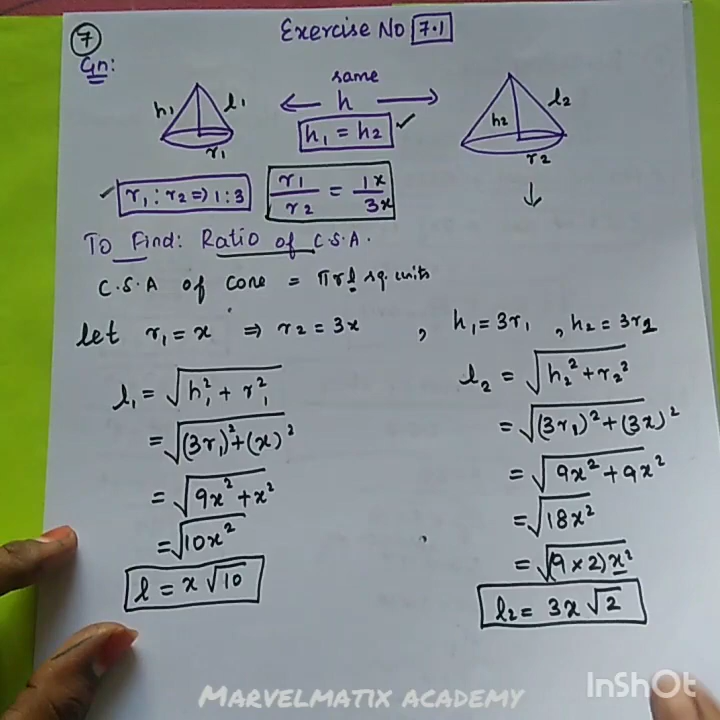 Exercise No 7.1
7
Gn:
same
h1 l1 ← h → h2 l2
r1 h1 = h2 ✓ r2
✓ r1 : r2 ⇒ 1 : 3 r1/r2 = 1x/3x ↓
To Find: Ratio of C.S.A.
C.S.A of cone = πrl sq. units
let r1 = x ⇒ r2 = 3x , h1 = 3r1 , h2 = 3r2
l1 = √(h1² + r1²)
= √((3r1)² + (x)²)
= √(9x² + x²)
= √(10x²)
l = x√10
l2 = √(h2² + r2²)
= √((3r1)² + (3x)²)
= √(9x² + 9x²)
= √(18x²)
= √((9 × 2)x²)
l2 = 3x√2
MARVELMATIX ACADEMY
InShOt